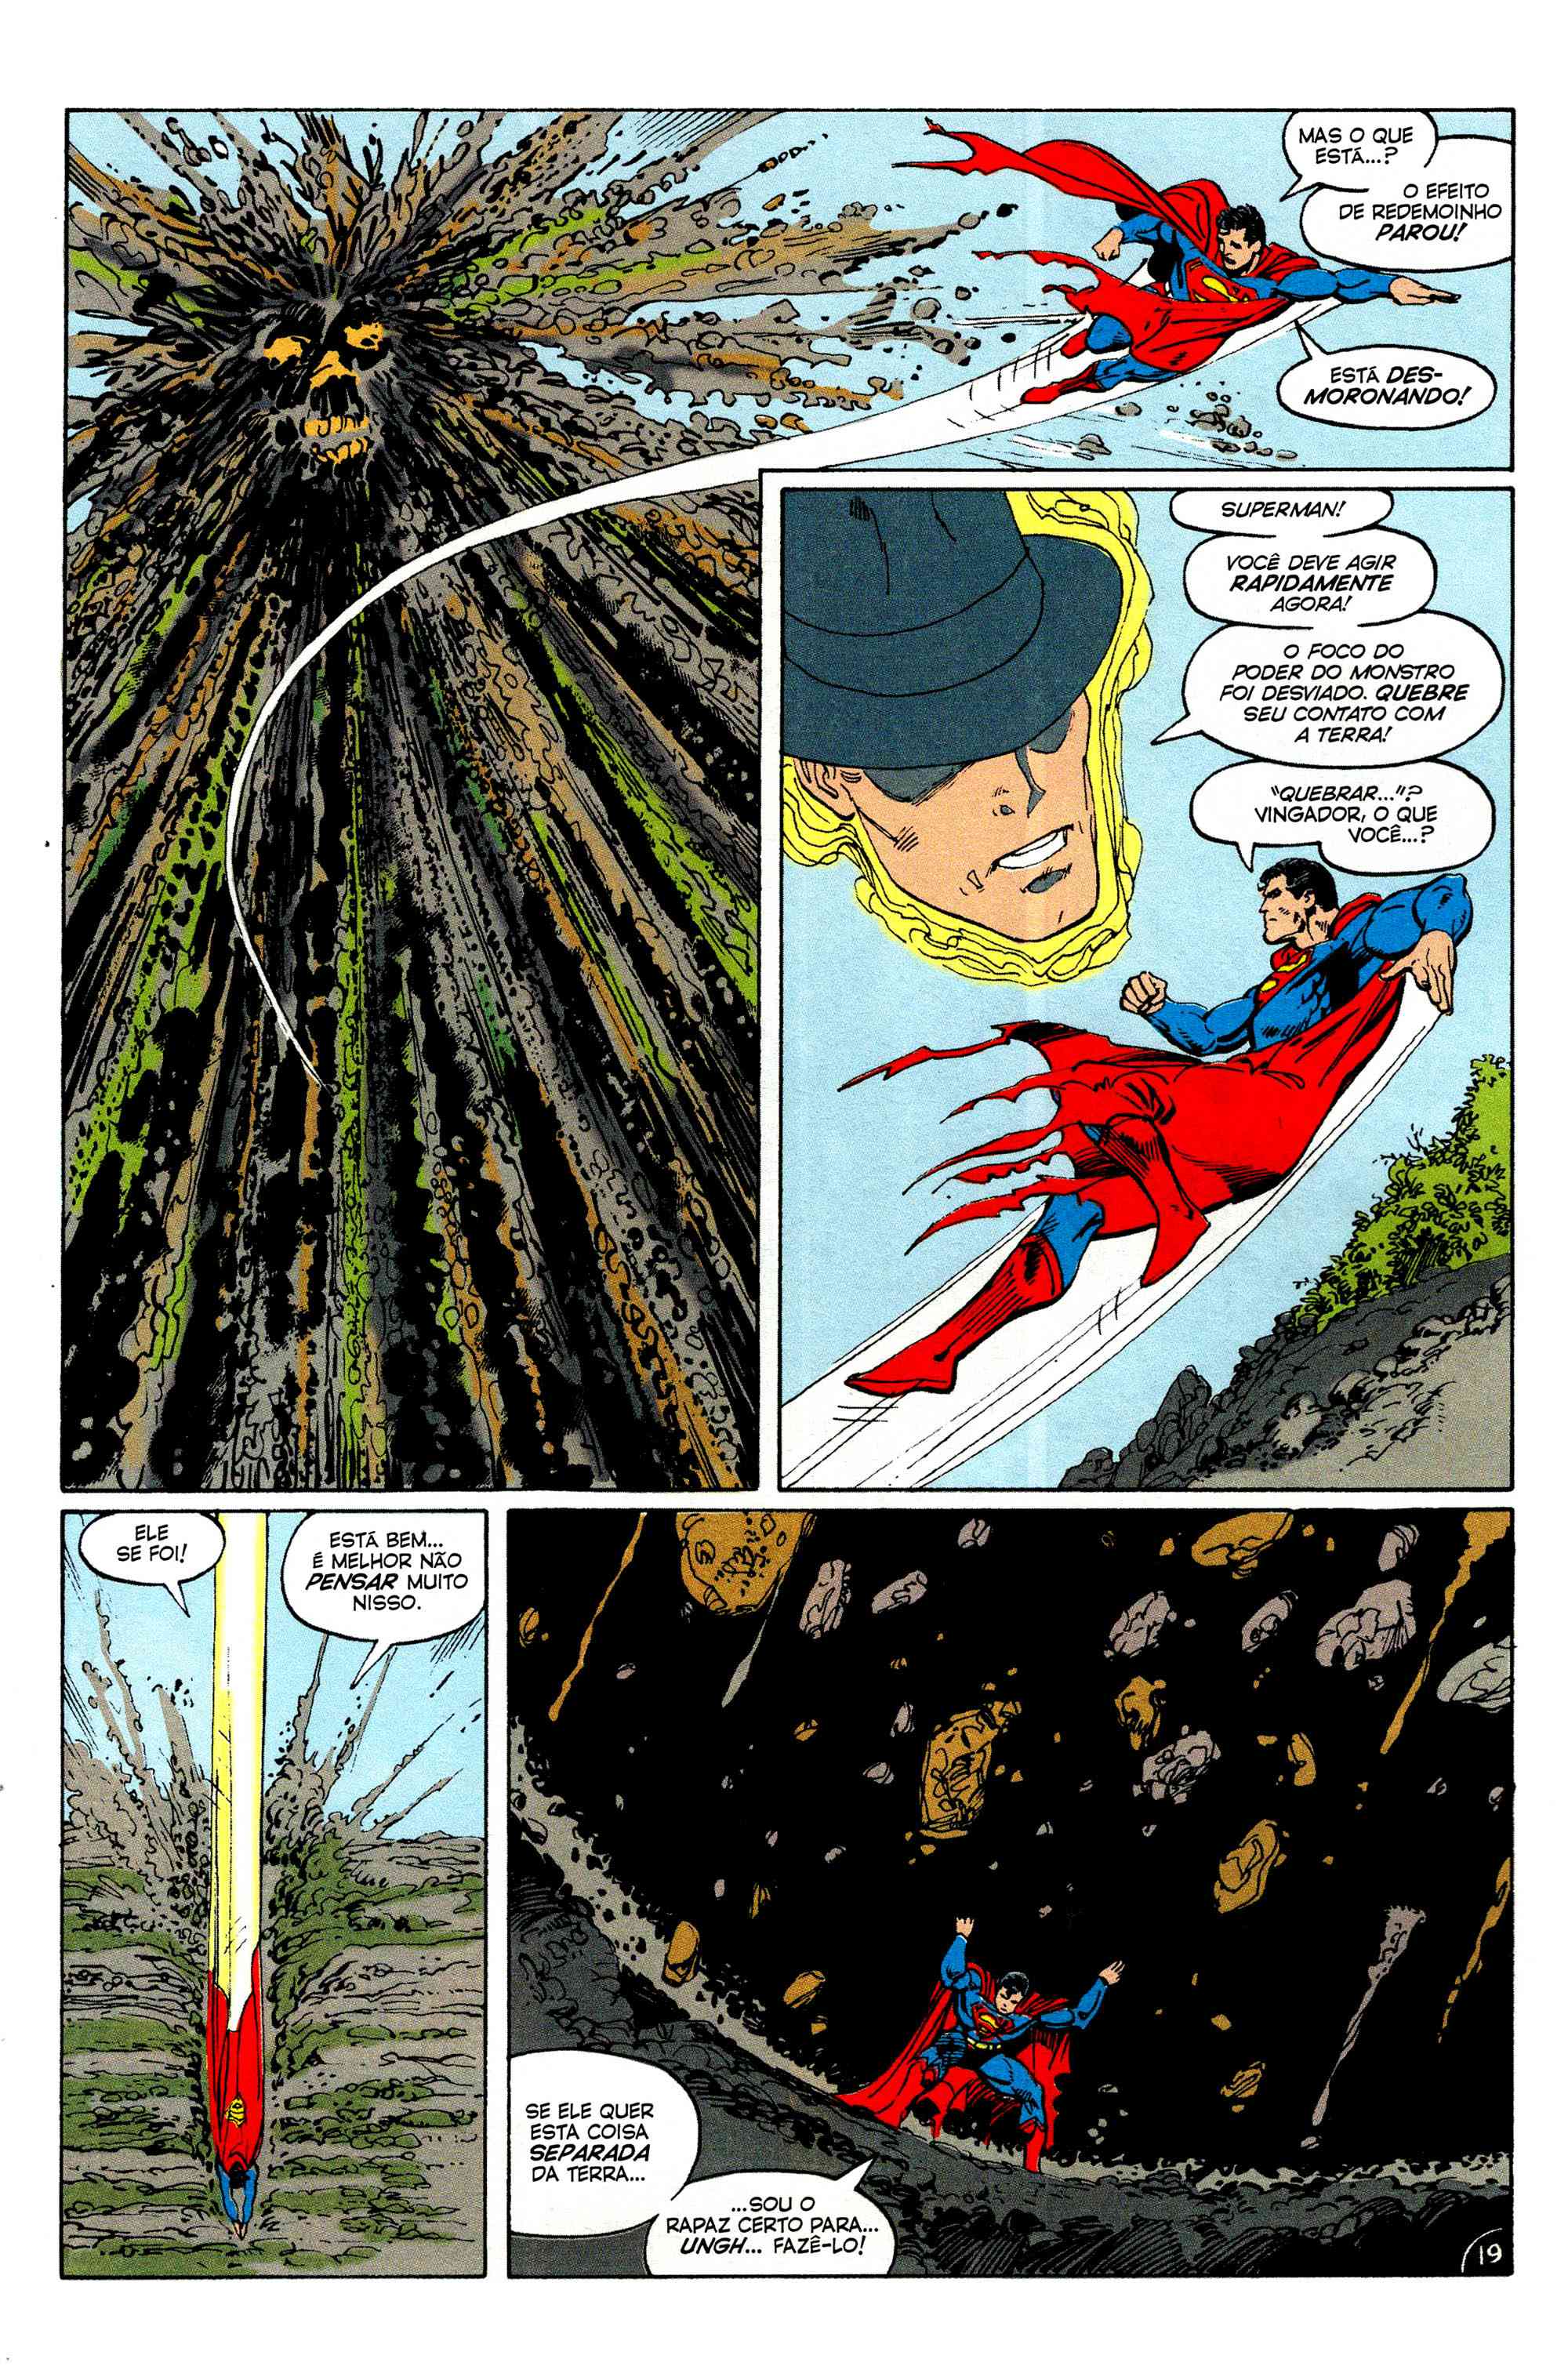 MAS O QUE
ESTÁ...?
O EFEITO
DE REDEMOINHO
PAROU!
ESTÁ DES-
MORONANDO!
SUPERMAN!
VOCÊ DEVE AGIR
RAPIDAMENTE
AGORA!
O FOCO DO
PODER DO MONSTRO
FOI DESVIADO. QUEBRE
SEU CONTATO COM
A TERRA!
"QUEBRAR..."?
VINGADOR, O QUE
VOCÊ...?
ELE
SE FOI!
ESTÁ BEM...
É MELHOR NÃO
PENSAR MUITO
NISSO.
SE ELE QUER
ESTA COISA
SEPARADA
DA TERRA...
...SOU O
RAPAZ CERTO PARA...
UNGH... FAZÊ-LO!
19